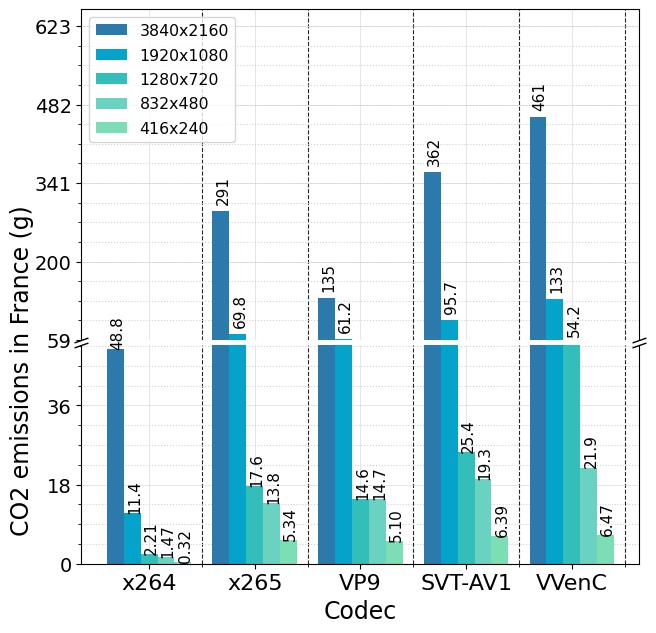 CO2 emissions in France (g)
623
482
341
200
59
36
18
0
3840x2160
1920x1080
1280x720
832x480
416x240
48.8
11.4
2.21
1.47
0.32
291
69.8
17.6
13.8
5.34
135
61.2
14.6
14.7
5.10
362
95.7
25.4
19.3
6.39
461
133
54.2
21.9
6.47
x264
x265
VP9
SVT-AV1
VVenC
Codec